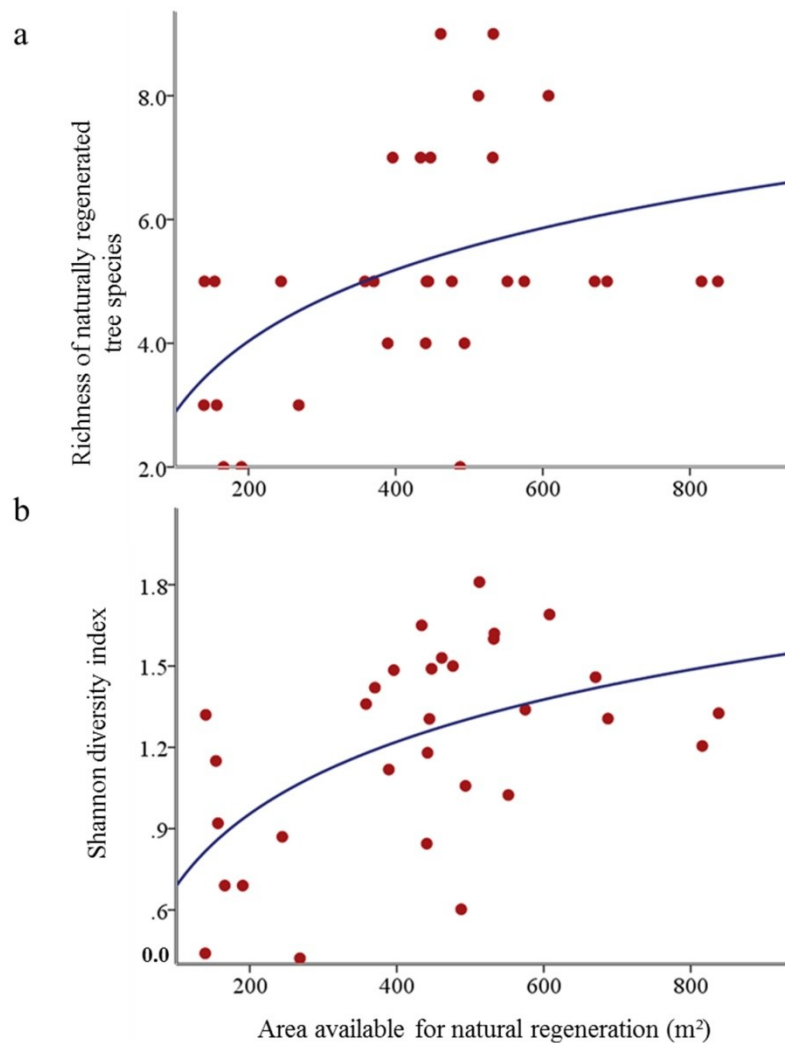 a
Richness of naturally regenerated
tree species
8.0
6.0
4.0
2.0
200 400 600 800
b
Shannon diversity index
1.8
1.5
1.2
.9
.6
0.0
200 400 600 800
Area available for natural regeneration (m²)